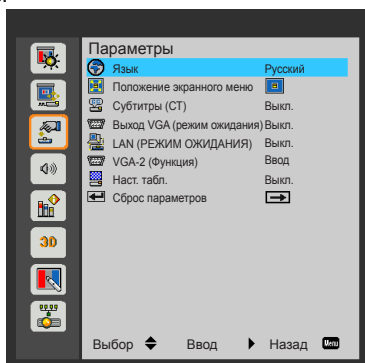 Параметры
Язык Русский
Положение экранного меню
Субтитры (CT) Выкл.
Выход VGA (режим ожидания) Выкл.
LAN (РЕЖИМ ОЖИДАНИЯ) Выкл.
VGA-2 (Функция) Ввод
Наст. табл. Выкл.
Сброс параметров
3D
Выбор Ввод Назад Menu